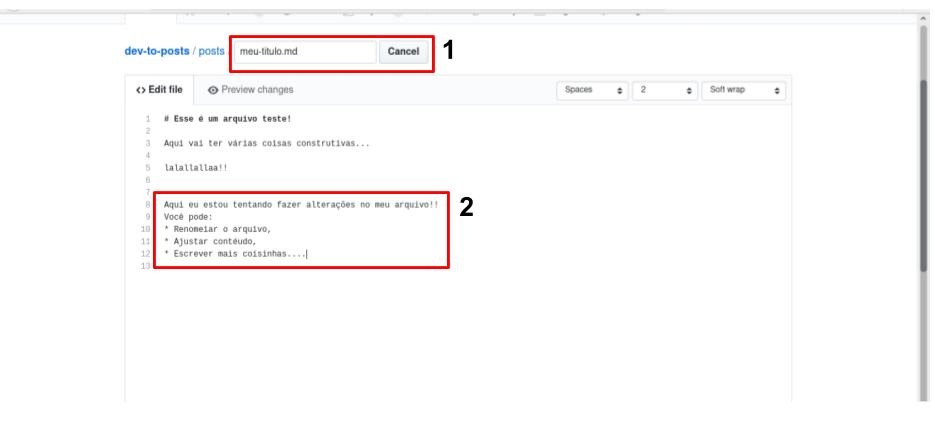 dev-to-posts / posts / meu-titulo.md Cancel 1
<> Edit file Preview changes Spaces 2 Soft wrap
1 # Esse é um arquivo teste!
2
3 Aqui vai ter várias coisas construtivas...
4
5 lalallallaa!!
6
7
8 Aqui eu estou tentando fazer alterações no meu arquivo!! 2
9 Você pode:
10 * Renomeiar o arquivo,
11 * Ajustar contéudo,
12 * Escrever mais coisinhas....
13